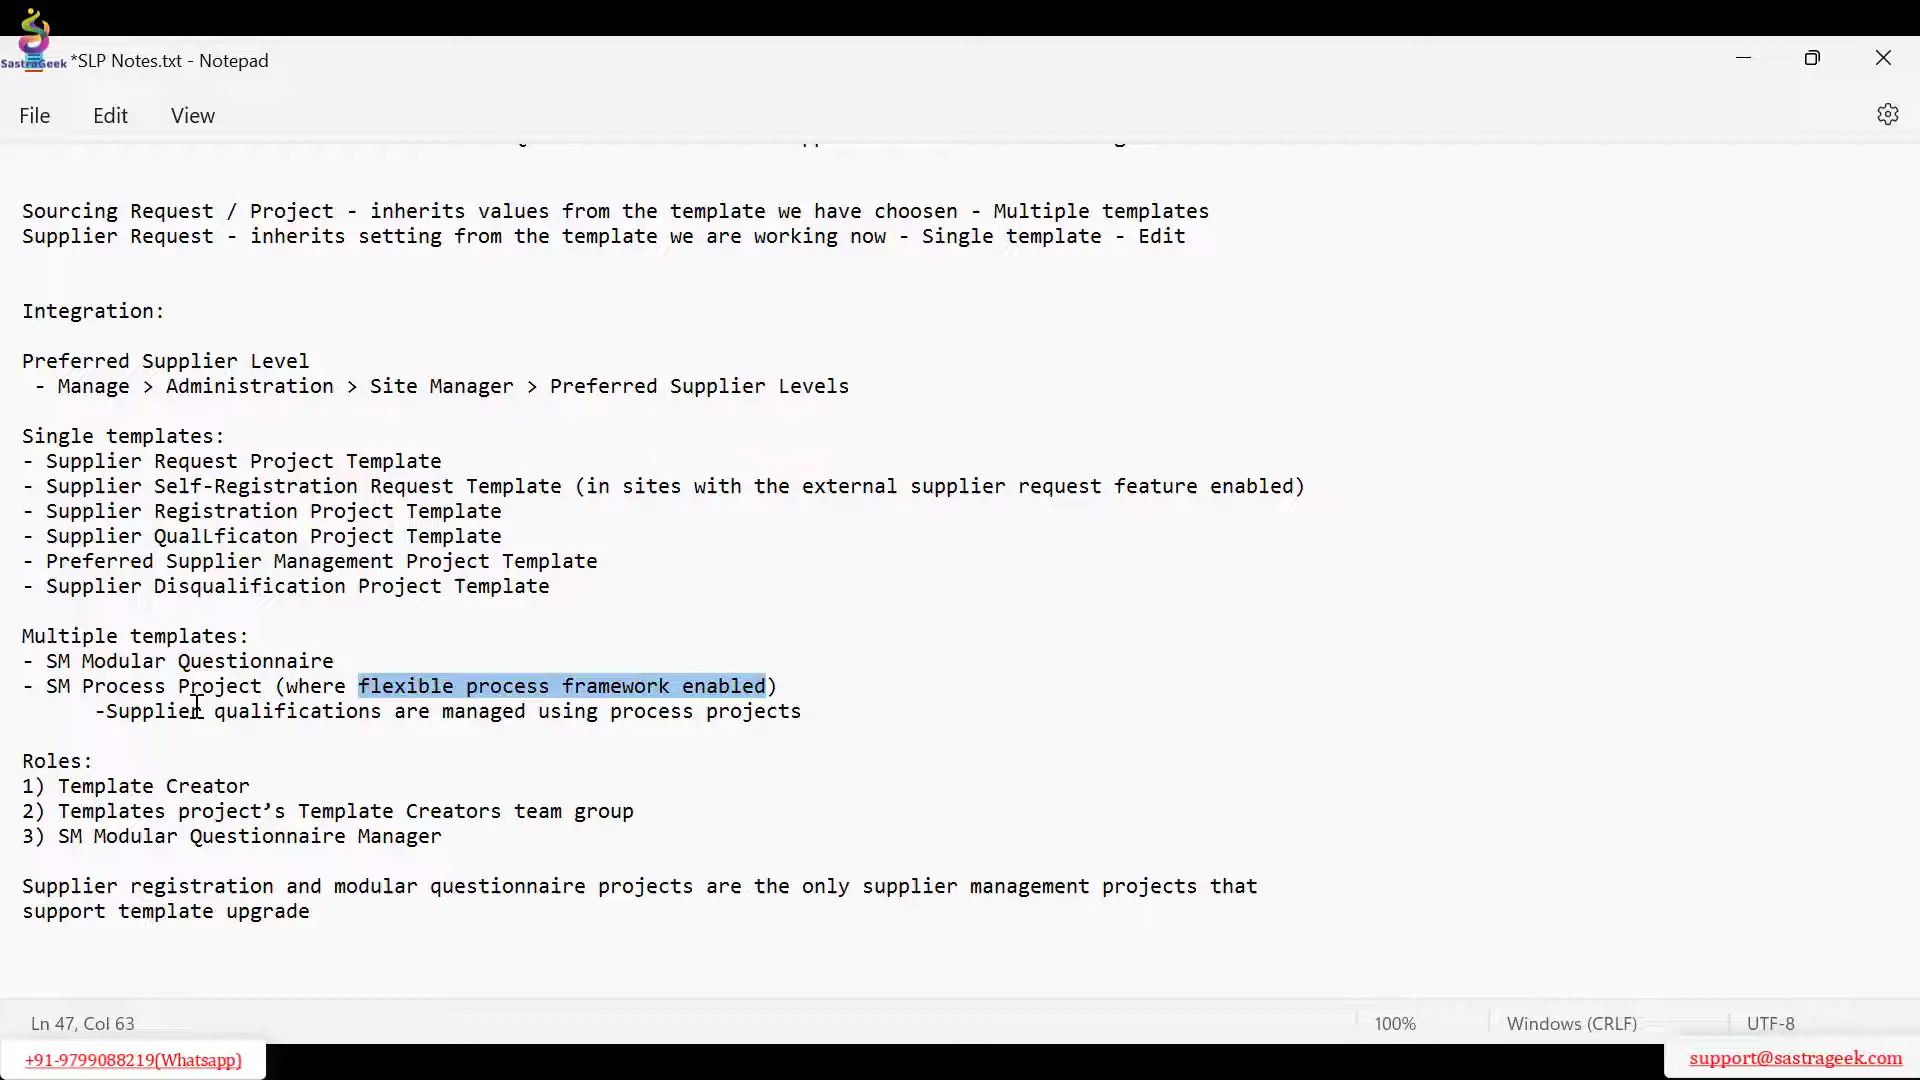 SastraGeek
*SLP Notes.txt - Notepad
File Edit View
Sourcing Request / Project - inherits values from the template we have choosen - Multiple templates
Supplier Request - inherits setting from the template we are working now - Single template - Edit
Integration:
Preferred Supplier Level
- Manage > Administration > Site Manager > Preferred Supplier Levels
Single templates:
- Supplier Request Project Template
- Supplier Self-Registration Request Template (in sites with the external supplier request feature enabled)
- Supplier Registration Project Template
- Supplier QualLficaton Project Template
- Preferred Supplier Management Project Template
- Supplier Disqualification Project Template
Multiple templates:
- SM Modular Questionnaire
- SM Process Project (where flexible process framework enabled)
-Supplier qualifications are managed using process projects
Roles:
1) Template Creator
2) Templates project’s Template Creators team group
3) SM Modular Questionnaire Manager
Supplier registration and modular questionnaire projects are the only supplier management projects that
support template upgrade
Ln 47, Col 63 100% Windows (CRLF) UTF-8
+91-9799088219(Whatsapp) support@sastrageek.com